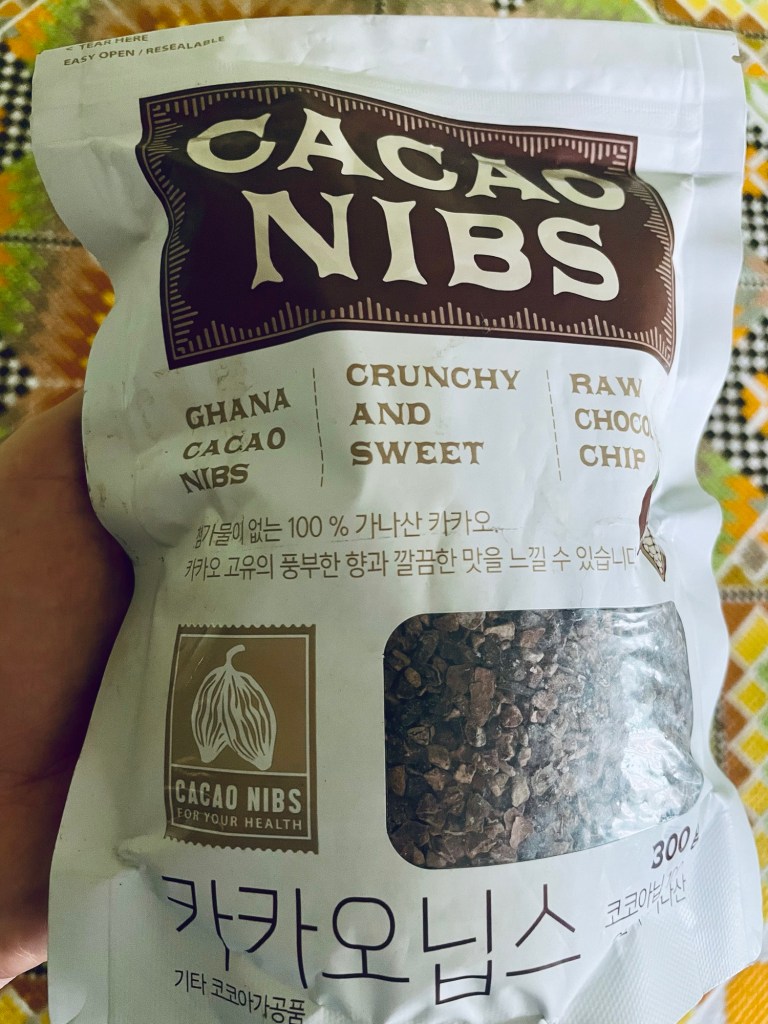 < TEAR HERE
EASY OPEN / RESEALABLE
CACAO
NIBS
GHANA
CACAO
NIBS
CRUNCHY
AND
SWEET
RAW
CHOCO
CHIP
첨가물이 없는 100 % 가나산 카카오.
카카오 고유의 풍부한 향과 깔끔한 맛을 느낄 수 있습니다
CACAO NIBS
FOR YOUR HEALTH
300 g
카카오닙스
기타 코코아가공품